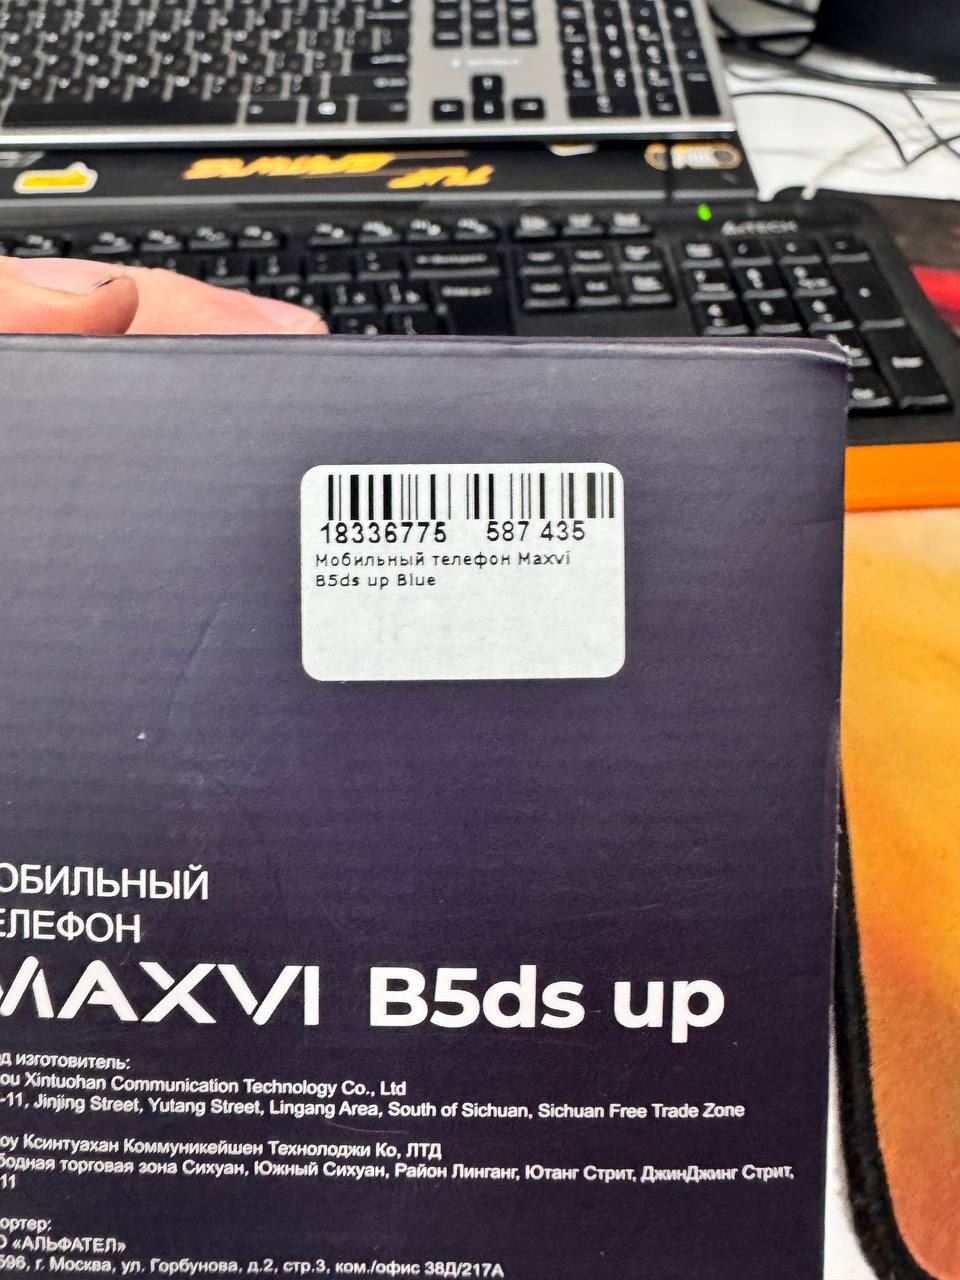 A4TECH
18336775 587 435
Мобильный телефон Maxvi
B5ds up Blue
ОБИЛЬНЫЙ
ЕЛЕФОН
MAXVI B5ds up
д изготовитель:
ou Xintuohan Communication Technology Co., Ltd
-11, Jinjing Street, Yutang Street, Lingang Area, South of Sichuan, Sichuan Free Trade Zone
оу Ксинтуахан Коммуникейшен Технолоджи Ко, ЛТД
бодная торговая зона Сихуан, Южный Сихуан, Район Линганг, Ютанг Стрит, ДжинДжинг Стрит,
11
ортер:
О «АЛЬФАТЕЛ»
596, г. Москва, ул. Горбунова, д.2, стр.3, ком./офис 38Д/217А